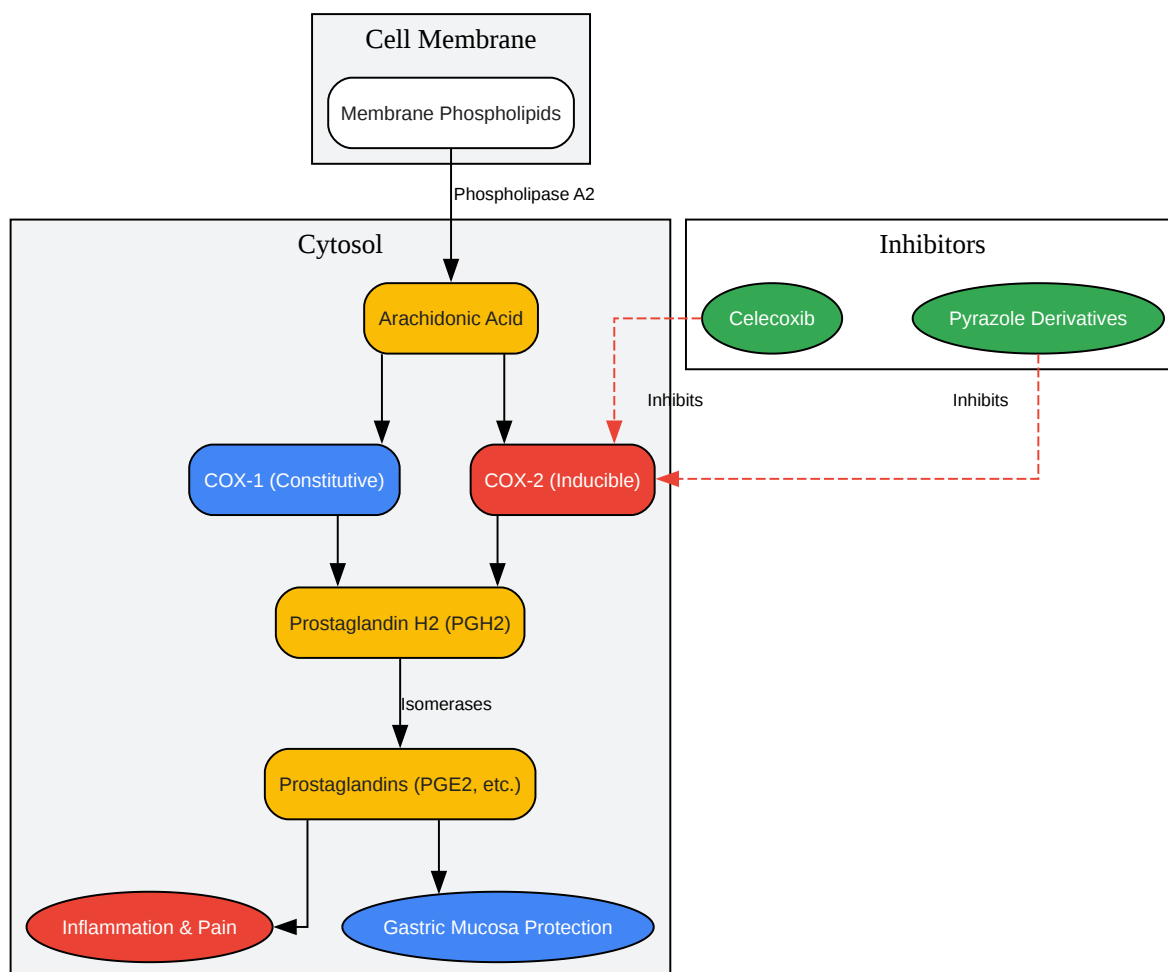 Cell Membrane
Membrane Phospholipids
Phospholipase A2
Cytosol
Inhibitors
Arachidonic Acid
Celecoxib
Pyrazole Derivatives
Inhibits
Inhibits
COX-1 (Constitutive)
COX-2 (Inducible)
Prostaglandin H2 (PGH2)
Isomerases
Prostaglandins (PGE2, etc.)
Inflammation & Pain
Gastric Mucosa Protection